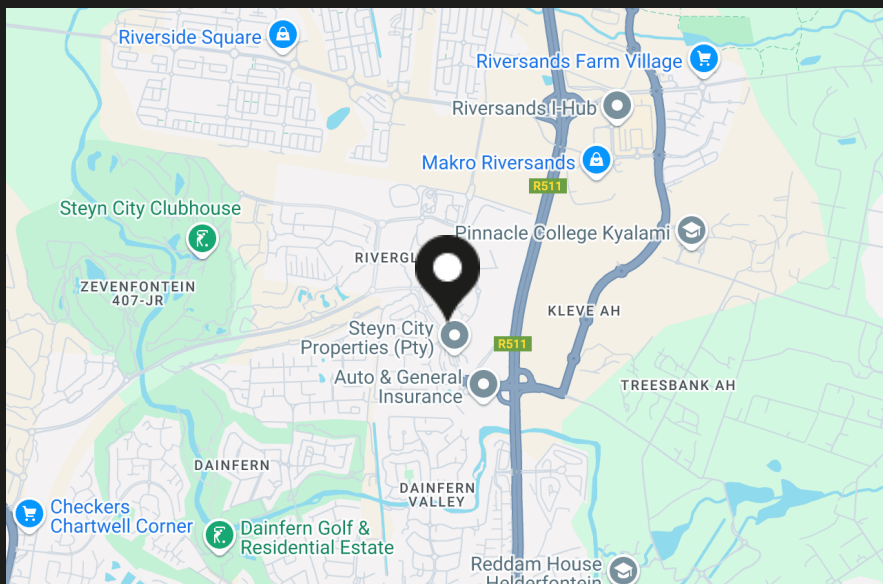 Riverside Square
Riversands Farm Village
Riversands I-Hub
Makro Riversands
R511
Steyn City Clubhouse
Pinnacle College Kyalami
RIVERGL
ZEVENFONTEIN
407-JR
KLEVE AH
Steyn City
Properties (Pty)
R511
Auto & General
Insurance
TREESBANK AH
DAINFERN
DAINFERN
VALLEY
Checkers
Chartwell Corner
Dainfern Golf &
Residential Estate
Reddam House
Helderfontein